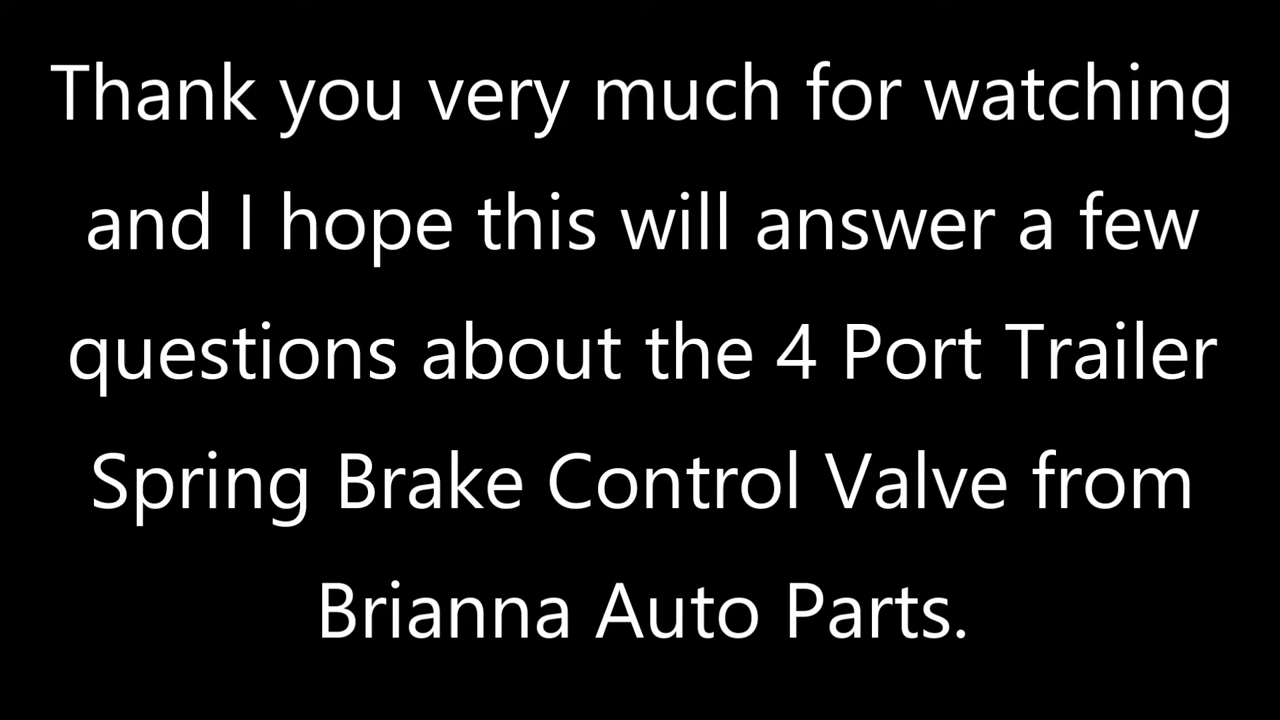 Thank you very much for watching
and I hope this will answer a few
questions about the 4 Port Trailer
Spring Brake Control Valve from
Brianna Auto Parts.